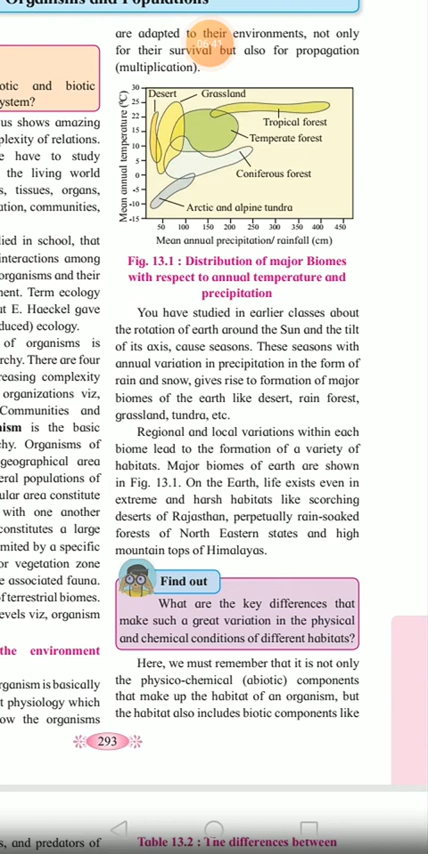 Organisms and Populations
otic and biotic
ystem?
us shows amazing
plexity of relations.
e have to study
the living world
s, tissues, organs,
ation, communities,
lied in school, that
interactions among
organisms and their
ment. Term ecology
ut E. Haeckel gave
duced) ecology.
of organisms is
rchy. There are four
reasing complexity
organizations viz,
Communities and
nism is the basic
chy. Organisms of
geographical area
eral populations of
ular area constitute
with one another
constitutes a large
mited by a specific
or vegetation zone
e associated fauna.
of terrestrial biomes.
evels viz, organism
the environment
rganism is basically
t physiology which
ow the organisms
are adapted to their environments, not only
for their survival but also for propagation
(multiplication).
06:41
Mean annual temperature (°C)
30
25
22
15
10
5
0
-5
-10
-15
Desert
Grassland
Tropical forest
Temperate forest
Coniferous forest
Arctic and alpine tundra
50 100 150 200 250 300 350 400 450
Mean annual precipitation/ rainfall (cm)
Fig. 13.1 : Distribution of major Biomes
with respect to annual temperature and
precipitation
You have studied in earlier classes about
the rotation of earth around the Sun and the tilt
of its axis, cause seasons. These seasons with
annual variation in precipitation in the form of
rain and snow, gives rise to formation of major
biomes of the earth like desert, rain forest,
grassland, tundra, etc.
Regional and local variations within each
biome lead to the formation of a variety of
habitats. Major biomes of earth are shown
in Fig. 13.1. On the Earth, life exists even in
extreme and harsh habitats like scorching
deserts of Rajasthan, perpetually rain-soaked
forests of North Eastern states and high
mountain tops of Himalayas.
Find out
What are the key differences that
make such a great variation in the physical
and chemical conditions of different habitats?
Here, we must remember that it is not only
the physico-chemical (abiotic) components
that make up the habitat of an organism, but
the habitat also includes biotic components like
293
s, and predators of
Table 13.2 : The differences between